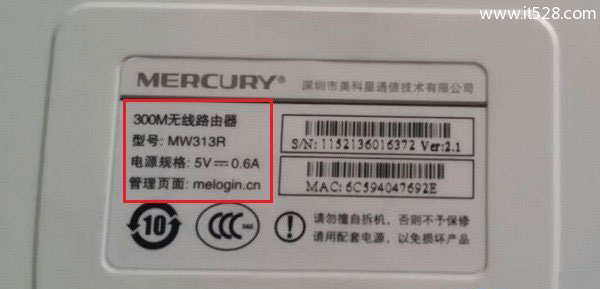 www.it528.com
MERCURY® 深圳市美科星通信技术有限公司
300M无线路由器
型号: MW313R
电源规格: 5V⎓0.6A
管理页面: melogin.cn
S/N: 1152136016372 Ver:2.1
MAC: 6C594047692E
10
CCC
请勿擅自拆机，否则不予保修
请用配套电源，以免损坏产品